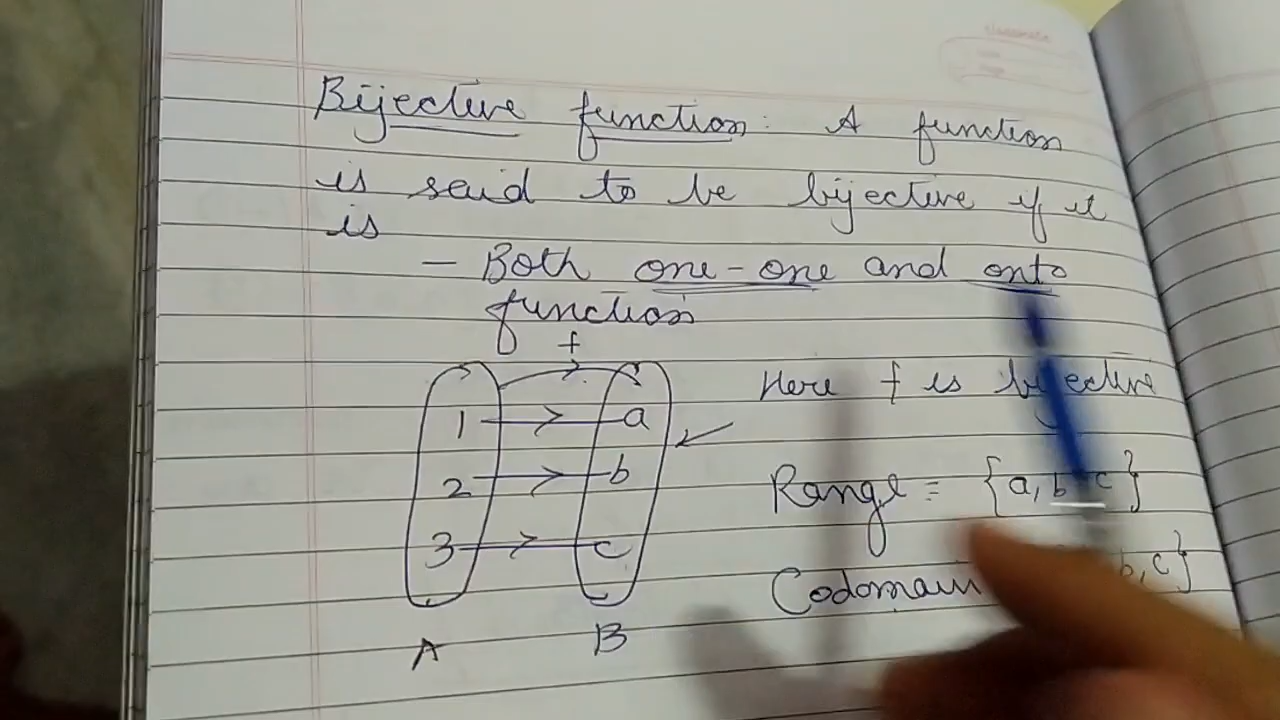 Bijective function: A function
is said to be bijective if it
is
- Both one-one and onto
function
f
Here f is bijective
1 a
2 b
Range = {a, b, c}
3 c
Codomain b, c}
A B